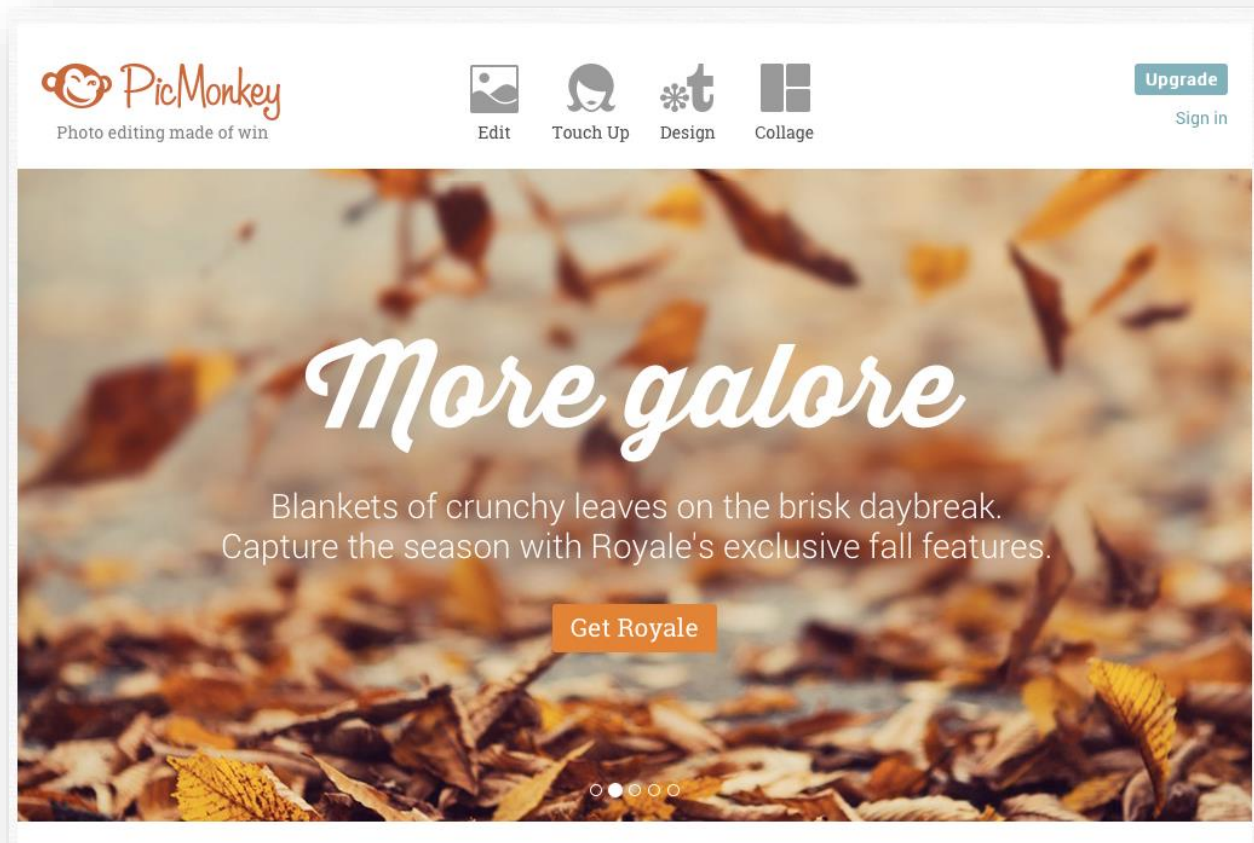 PicMonkey
Photo editing made of win
Edit
Touch Up
Design
Collage
Upgrade
Sign in
More galore
Blankets of crunchy leaves on the brisk daybreak.
Capture the season with Royale's exclusive fall features.
Get Royale